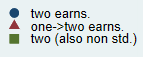 two earns.
one->two earns.
two (also non std.)